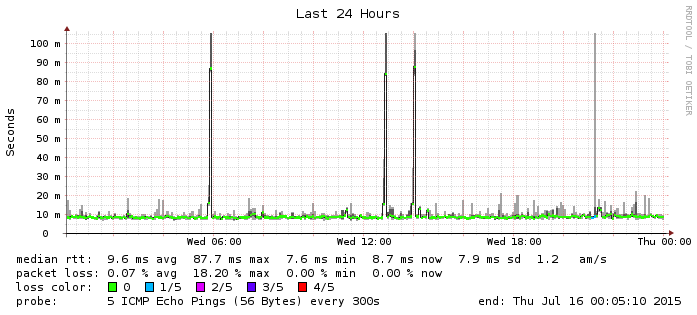 Last 24 Hours
RRDTOOL / TOBI OETIKER
Seconds
100 m
90 m
80 m
70 m
60 m
50 m
40 m
30 m
20 m
10 m
0
Wed 06:00 Wed 12:00 Wed 18:00 Thu 00:00
median rtt: 9.6 ms avg 87.7 ms max 7.6 ms min 8.7 ms now 7.9 ms sd 1.2 am/s
packet loss: 0.07 % avg 18.20 % max 0.00 % min 0.00 % now
loss color: 0 1/5 2/5 3/5 4/5
probe: 5 ICMP Echo Pings (56 Bytes) every 300s end: Thu Jul 16 00:05:10 2015